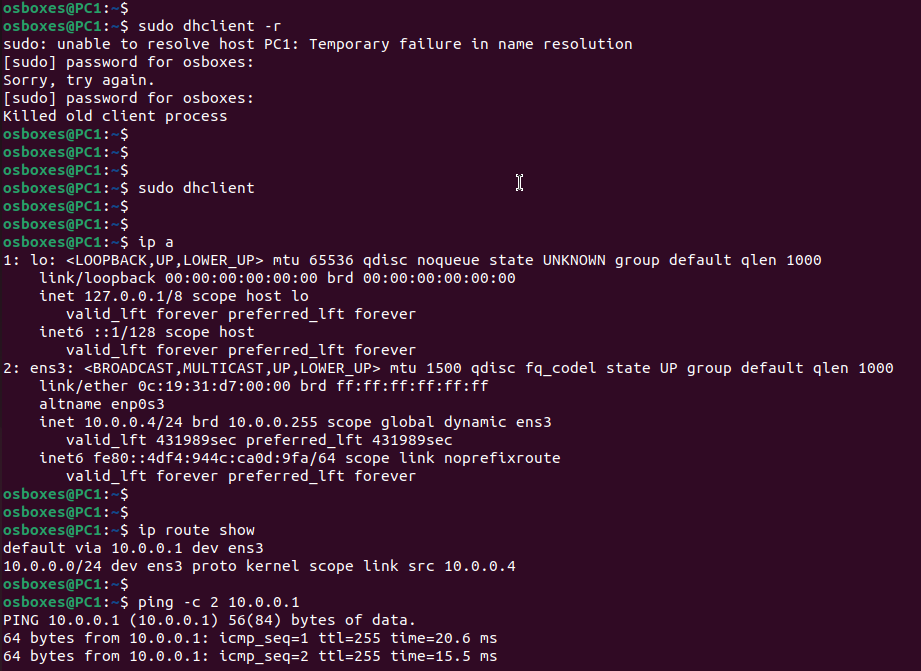 osboxes@PC1:~$
osboxes@PC1:~$ sudo dhclient -r
sudo: unable to resolve host PC1: Temporary failure in name resolution
[sudo] password for osboxes:
Sorry, try again.
[sudo] password for osboxes:
Killed old client process
osboxes@PC1:~$
osboxes@PC1:~$
osboxes@PC1:~$
osboxes@PC1:~$ sudo dhclient
osboxes@PC1:~$
osboxes@PC1:~$
osboxes@PC1:~$ ip a
1: lo: <LOOPBACK,UP,LOWER_UP> mtu 65536 qdisc noqueue state UNKNOWN group default qlen 1000
    link/loopback 00:00:00:00:00:00 brd 00:00:00:00:00:00
    inet 127.0.0.1/8 scope host lo
       valid_lft forever preferred_lft forever
    inet6 ::1/128 scope host
       valid_lft forever preferred_lft forever
2: ens3: <BROADCAST,MULTICAST,UP,LOWER_UP> mtu 1500 qdisc fq_codel state UP group default qlen 1000
    link/ether 0c:19:31:d7:00:00 brd ff:ff:ff:ff:ff:ff
    altname enp0s3
    inet 10.0.0.4/24 brd 10.0.0.255 scope global dynamic ens3
       valid_lft 431989sec preferred_lft 431989sec
    inet6 fe80::4df4:944c:ca0d:9fa/64 scope link noprefixroute
       valid_lft forever preferred_lft forever
osboxes@PC1:~$
osboxes@PC1:~$
osboxes@PC1:~$ ip route show
default via 10.0.0.1 dev ens3
10.0.0.0/24 dev ens3 proto kernel scope link src 10.0.0.4
osboxes@PC1:~$
osboxes@PC1:~$ ping -c 2 10.0.0.1
PING 10.0.0.1 (10.0.0.1) 56(84) bytes of data.
64 bytes from 10.0.0.1: icmp_seq=1 ttl=255 time=20.6 ms
64 bytes from 10.0.0.1: icmp_seq=2 ttl=255 time=15.5 ms